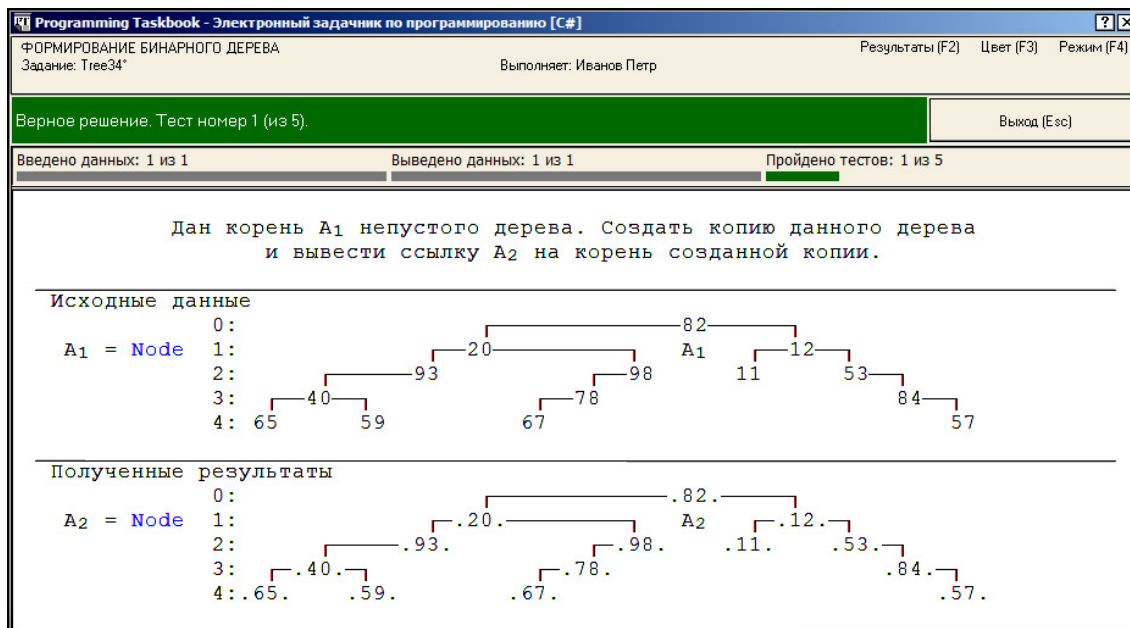 Programming Taskbook - Электронный задачник по программированию [C#] ? X
ФОРМИРОВАНИЕ БИНАРНОГО ДЕРЕВА Результаты (F2) Цвет (F3) Режим (F4)
Задание: Tree34° Выполняет: Иванов Петр
Верное решение. Тест номер 1 (из 5). Выход (Esc)
Введено данных: 1 из 1 Выведено данных: 1 из 1 Пройдено тестов: 1 из 5
Дан корень A1 непустого дерева. Создать копию данного дерева
и вывести ссылку A2 на корень созданной копии.
Исходные данные
0: 82
A1 = Node 1: 20 A1 12
2: 93 98 11 53
3: 40 78 84
4: 65 59 67 57
Полученные результаты
0: .82.
A2 = Node 1: .20. A2 .12.
2: .93. .98. .11. .53.
3: .40. .78. .84.
4:.65. .59. .67. .57.